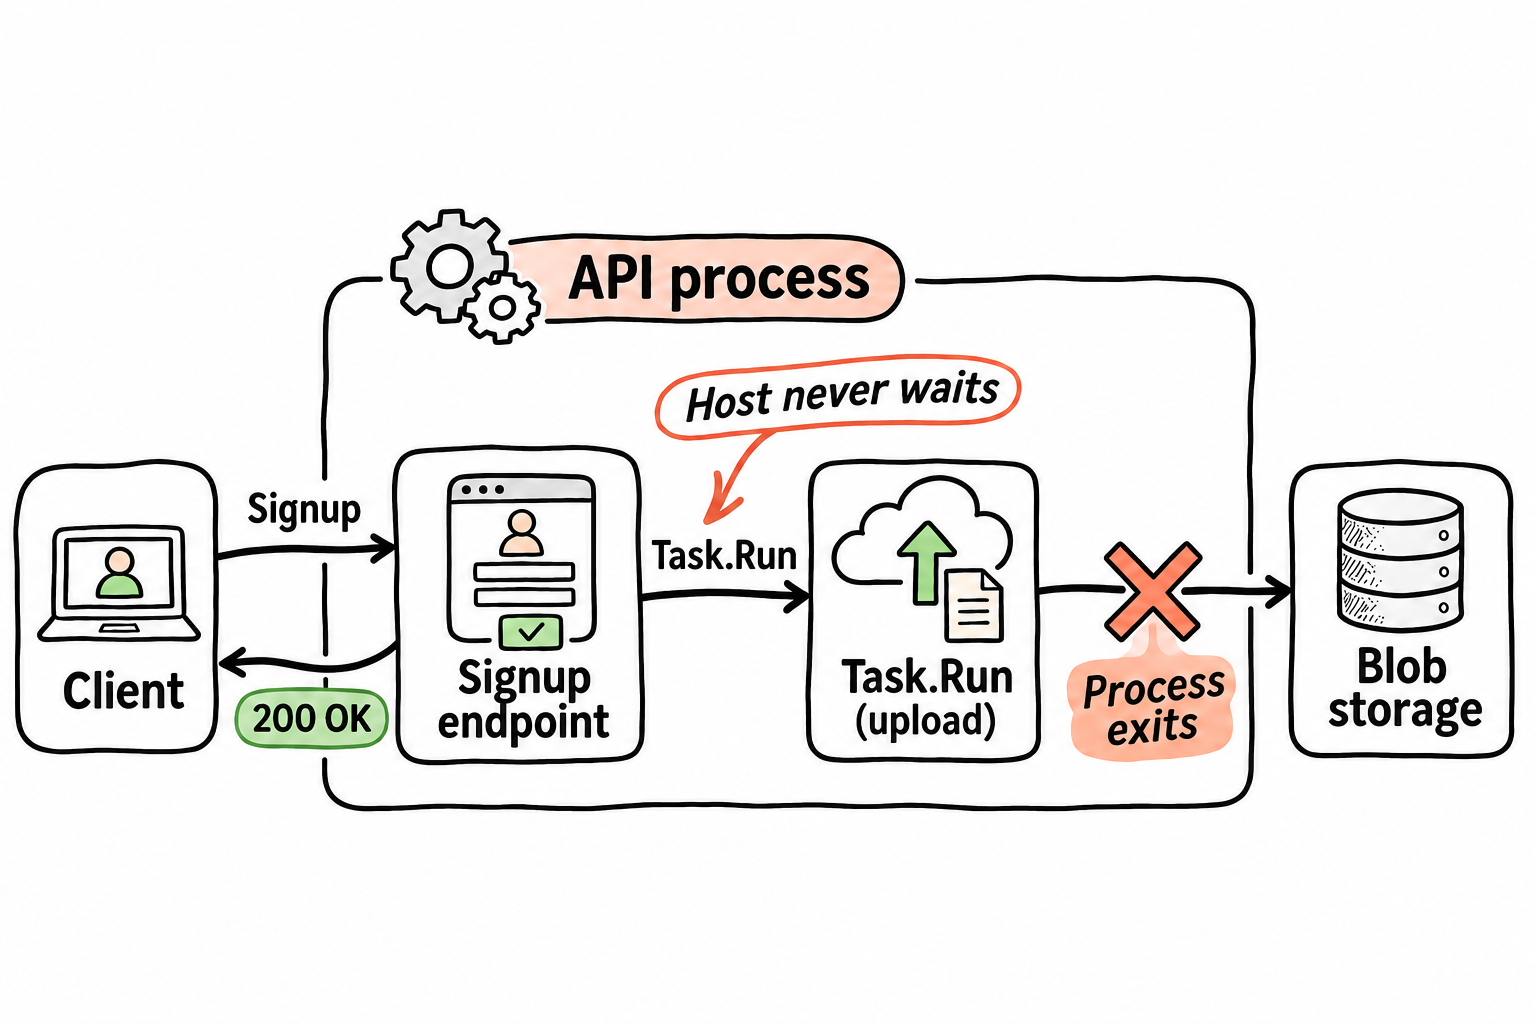 API process
Host never waits
Signup
Task.Run
Client
200 OK
Signup
endpoint
Task.Run
(upload)
Process
exits
Blob
storage